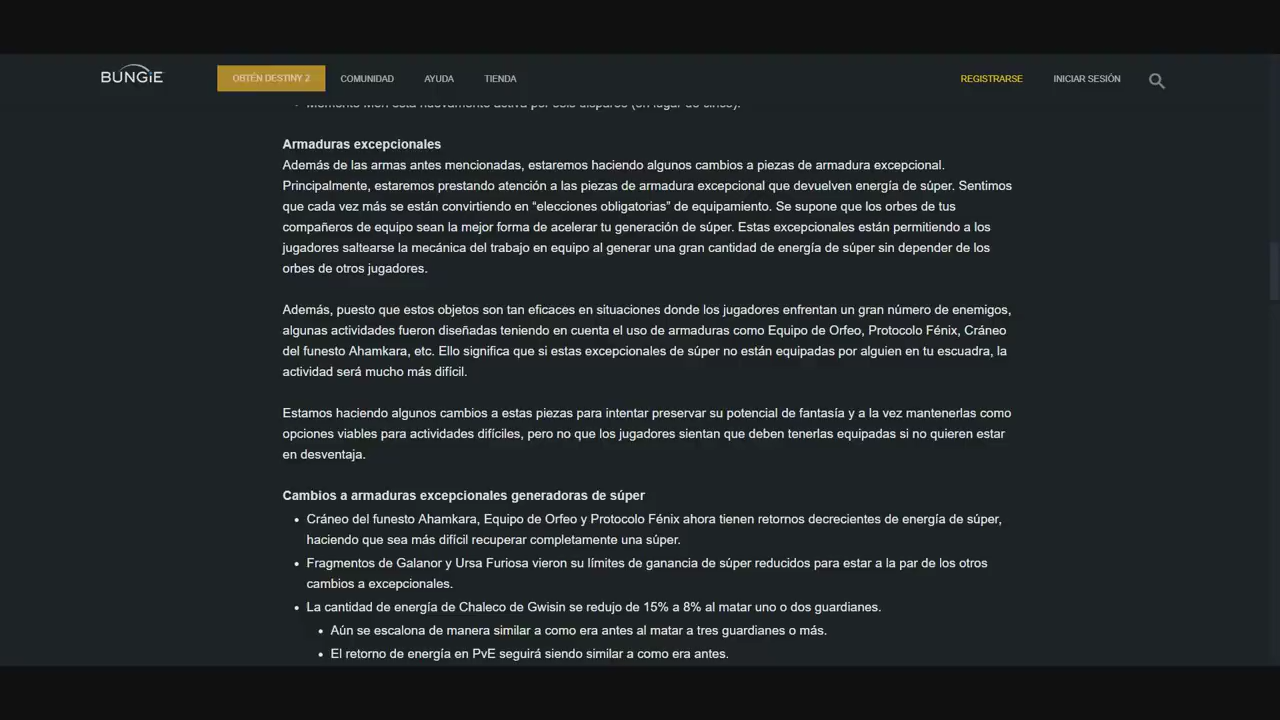 BUNGiE
OBTÉN DESTINY 2
COMUNIDAD
AYUDA
TIENDA
REGISTRARSE
INICIAR SESIÓN
Armaduras excepcionales
Además de las armas antes mencionadas, estaremos haciendo algunos cambios a piezas de armadura excepcional.
Principalmente, estaremos prestando atención a las piezas de armadura excepcional que devuelven energía de súper. Sentimos
que cada vez más se están convirtiendo en “elecciones obligatorias” de equipamiento. Se supone que los orbes de tus
compañeros de equipo sean la mejor forma de acelerar tu generación de súper. Estas excepcionales están permitiendo a los
jugadores saltearse la mecánica del trabajo en equipo al generar una gran cantidad de energía de súper sin depender de los
orbes de otros jugadores.
Además, puesto que estos objetos son tan eficaces en situaciones donde los jugadores enfrentan un gran número de enemigos,
algunas actividades fueron diseñadas teniendo en cuenta el uso de armaduras como Equipo de Orfeo, Protocolo Fénix, Cráneo
del funesto Ahamkara, etc. Ello significa que si estas excepcionales de súper no están equipadas por alguien en tu escuadra, la
actividad será mucho más difícil.
Estamos haciendo algunos cambios a estas piezas para intentar preservar su potencial de fantasía y a la vez mantenerlas como
opciones viables para actividades difíciles, pero no que los jugadores sientan que deben tenerlas equipadas si no quieren estar
en desventaja.
Cambios a armaduras excepcionales generadoras de súper
• Cráneo del funesto Ahamkara, Equipo de Orfeo y Protocolo Fénix ahora tienen retornos decrecientes de energía de súper,
haciendo que sea más difícil recuperar completamente una súper.
• Fragmentos de Galanor y Ursa Furiosa vieron su límites de ganancia de súper reducidos para estar a la par de los otros
cambios a excepcionales.
• La cantidad de energía de Chaleco de Gwisin se redujo de 15% a 8% al matar uno o dos guardianes.
• Aún se escalona de manera similar a como era antes al matar a tres guardianes o más.
• El retorno de energía en PvE seguirá siendo similar a como era antes.